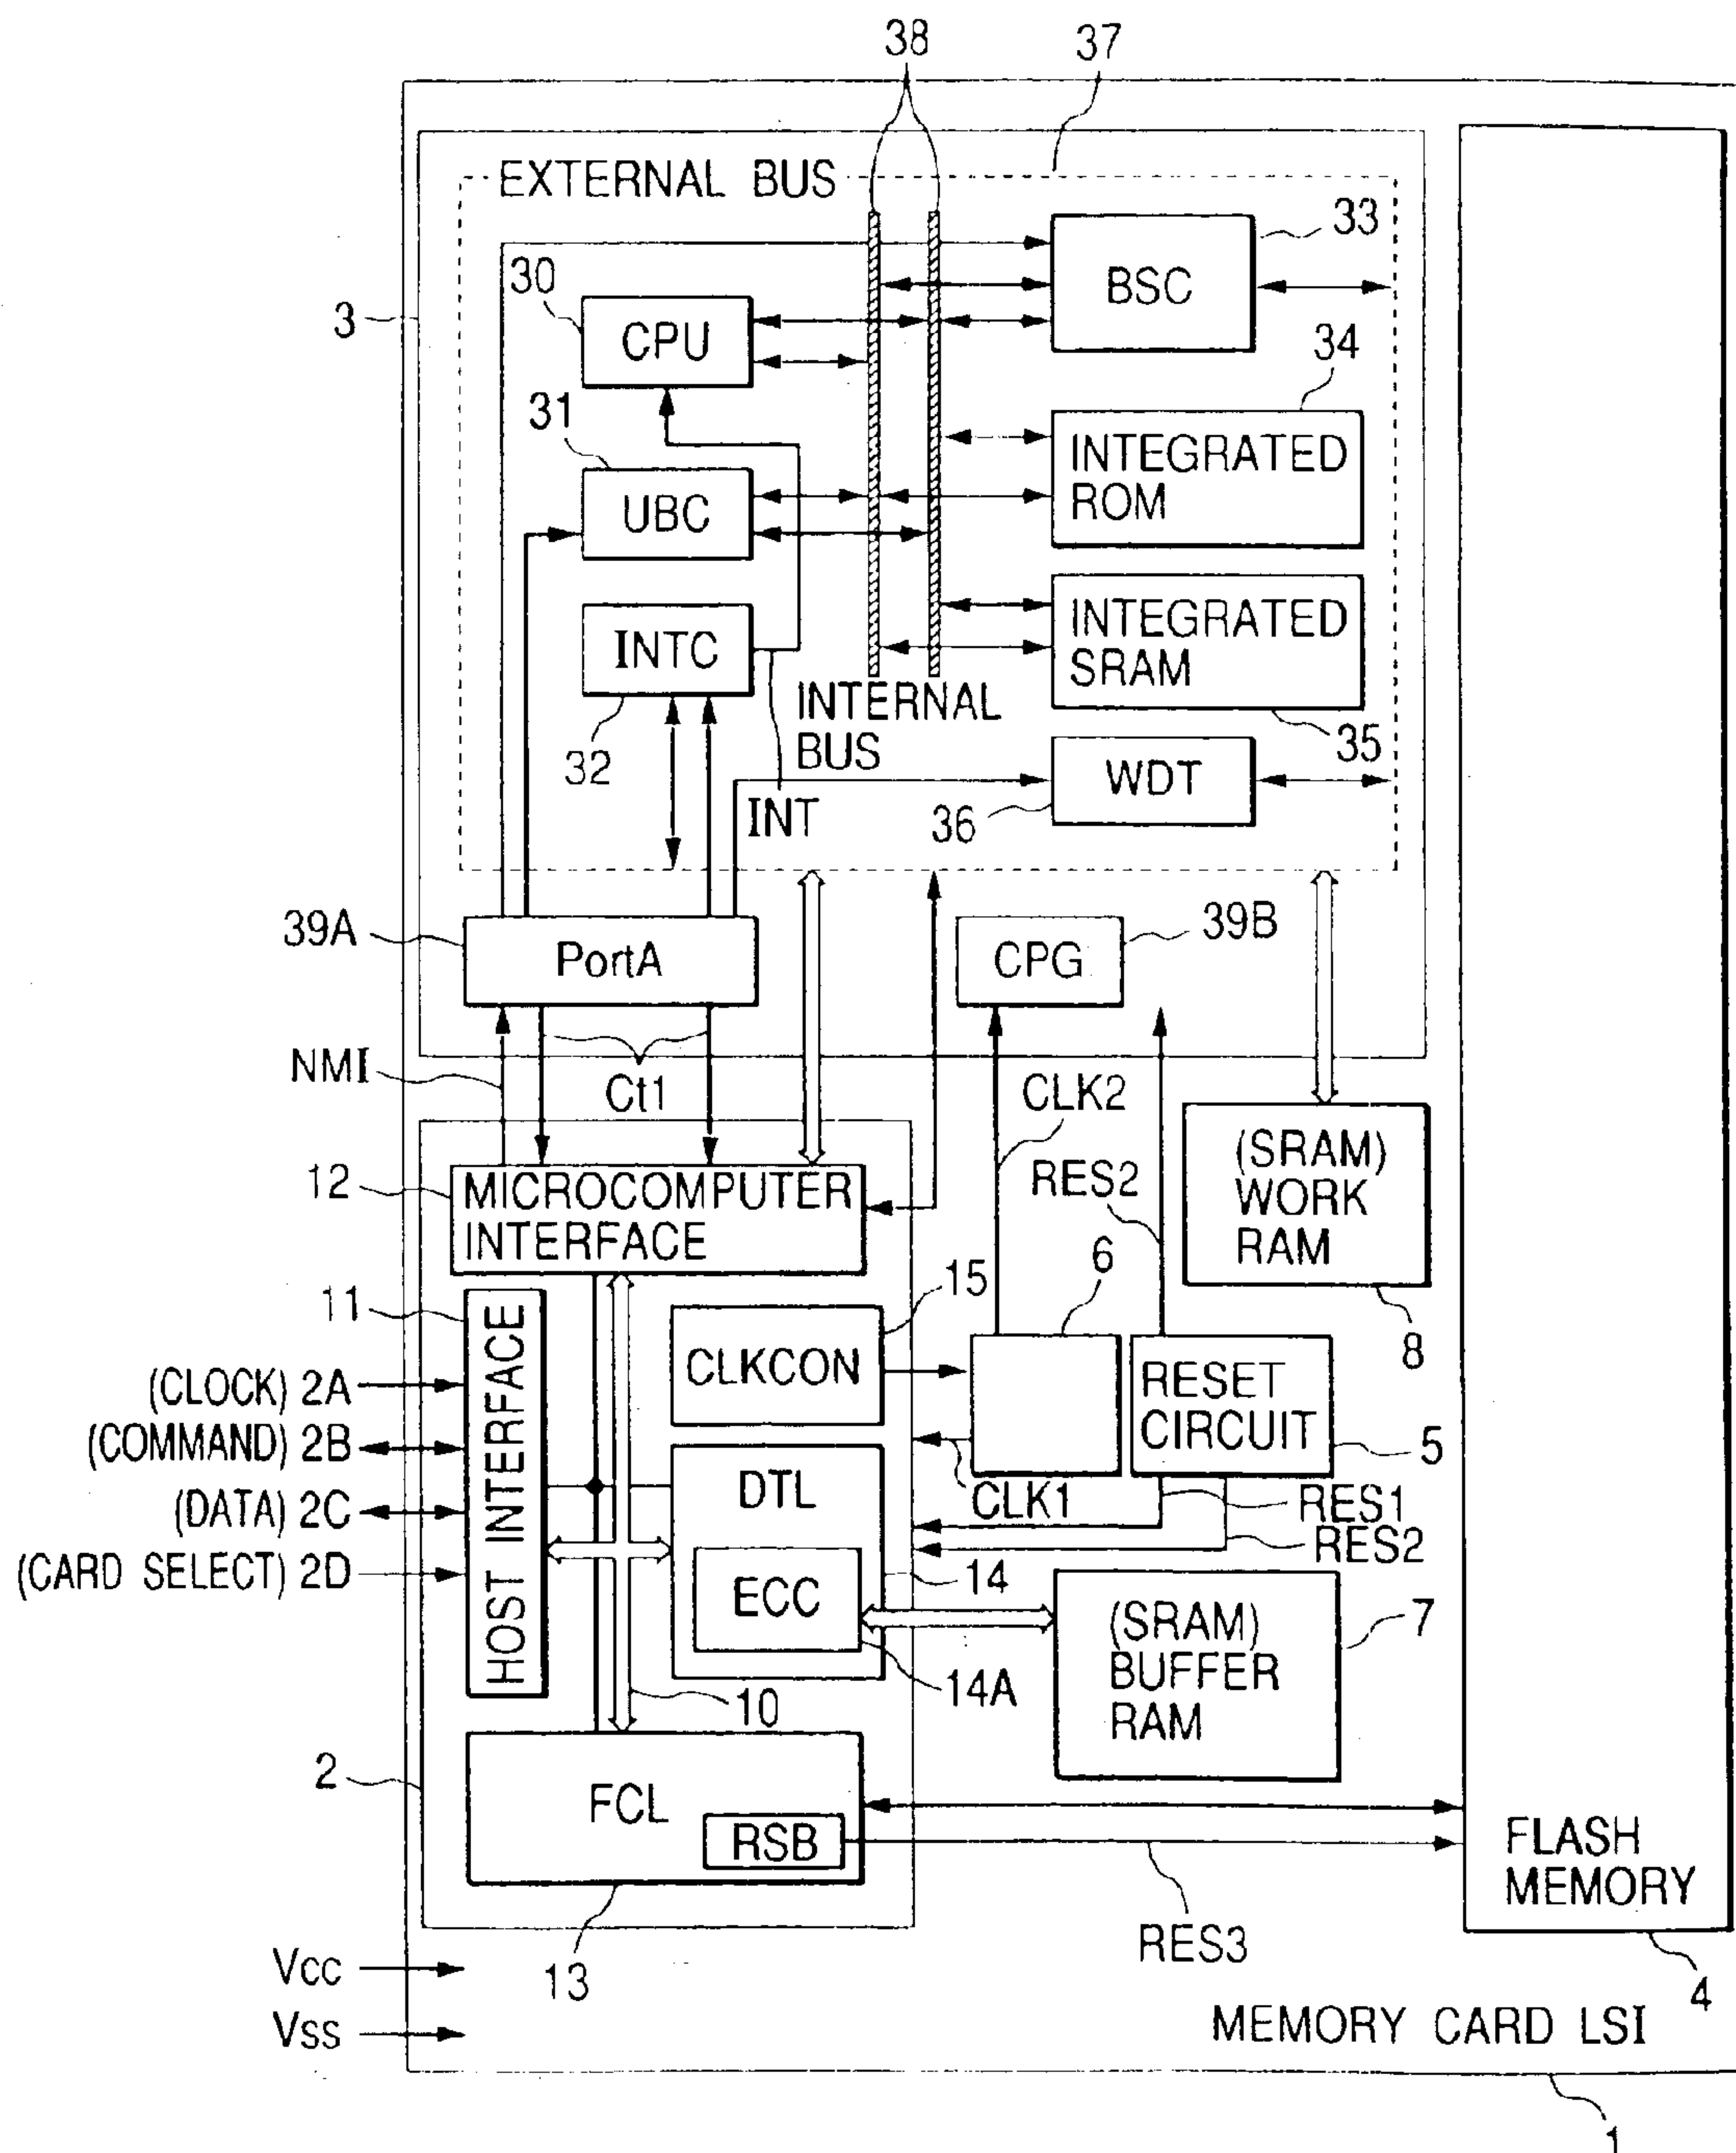 38
37
EXTERNAL BUS
33
BSC
30
CPU
3
34
INTEGRATED
ROM
31
UBC
INTC
INTEGRATED
SRAM
INTERNAL
BUS
32
35
WDT
36
INT
39A
PortA
39B
CPG
NMI
Ct1
CLK2
12
MICROCOMPUTER
INTERFACE
RES2
(SRAM)
WORK
RAM
6
15
11
8
HOST INTERFACE
CLKCON
RESET
CIRCUIT
5
(CLOCK) 2A
(COMMAND) 2B
(DATA) 2C
(CARD SELECT) 2D
DTL
CLK1
RES1
RES2
ECC
14
(SRAM)
BUFFER
RAM
7
14A
10
2
FCL
RSB
FLASH
MEMORY
RES3
13
Vcc
Vss
4
MEMORY CARD LSI
1